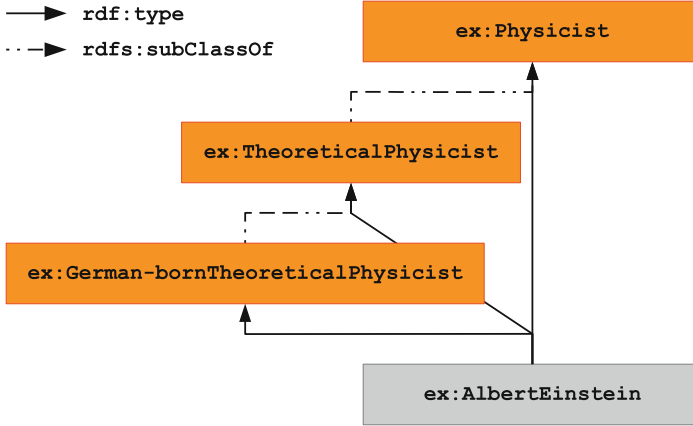 rdf:type
rdfs:subClassOf
ex:Physicist
ex:TheoreticalPhysicist
ex:German-bornTheoreticalPhysicist
ex:AlbertEinstein